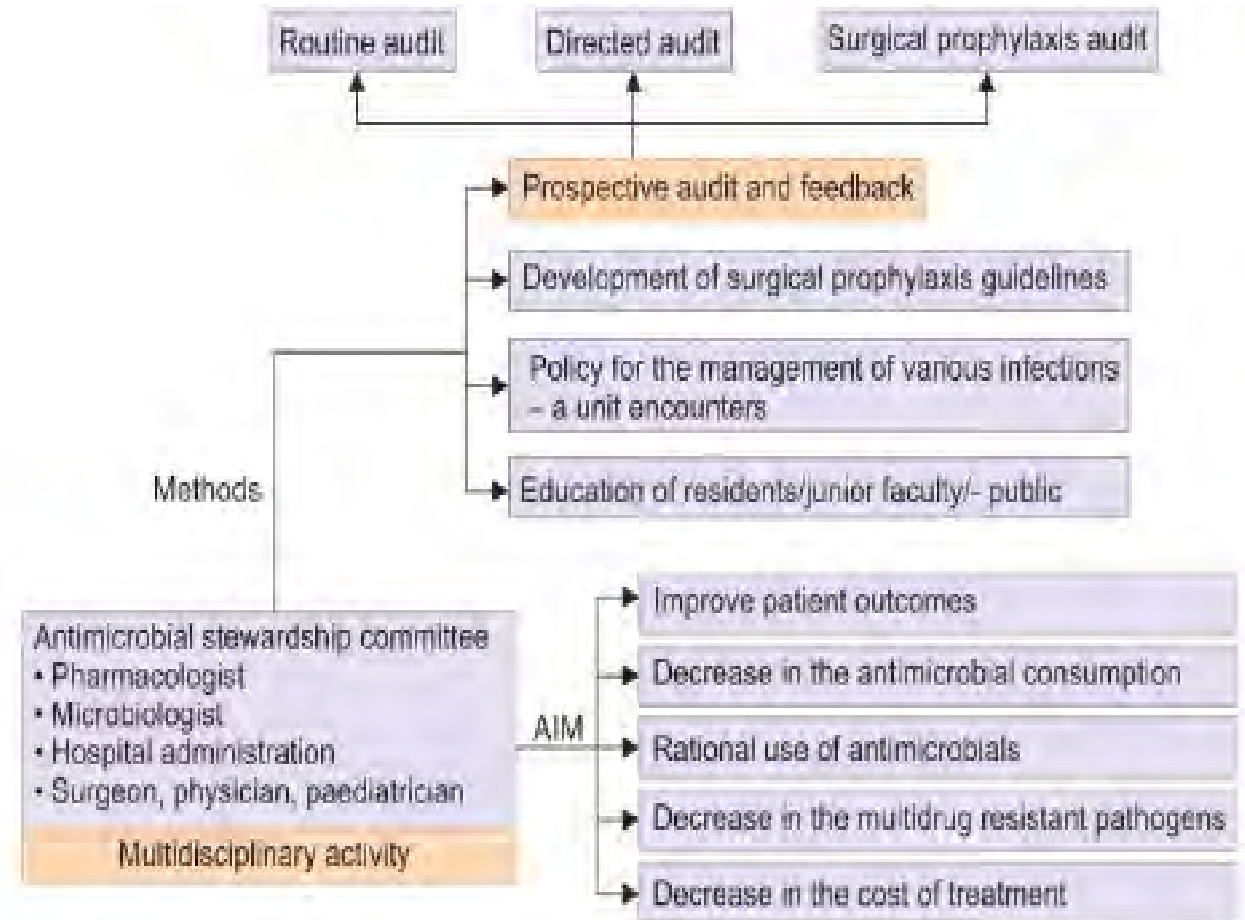 Routine audit
Directed audit
Surgical prophylaxis audit
Prospective audit and feedback
Development of surgical prophylaxis guidelines
Policy for the management of various infections
– a unit encounters
Education of residents/junior faculty/- public
Methods
Antimicrobial stewardship committee
• Pharmacologist
• Microbiologist
• Hospital administration
• Surgeon, physician, paediatrician
Multidisciplinary activity
AIM
Improve patient outcomes
Decrease in the antimicrobial consumption
Rational use of antimicrobials
Decrease in the multidrug resistant pathogens
Decrease in the cost of treatment